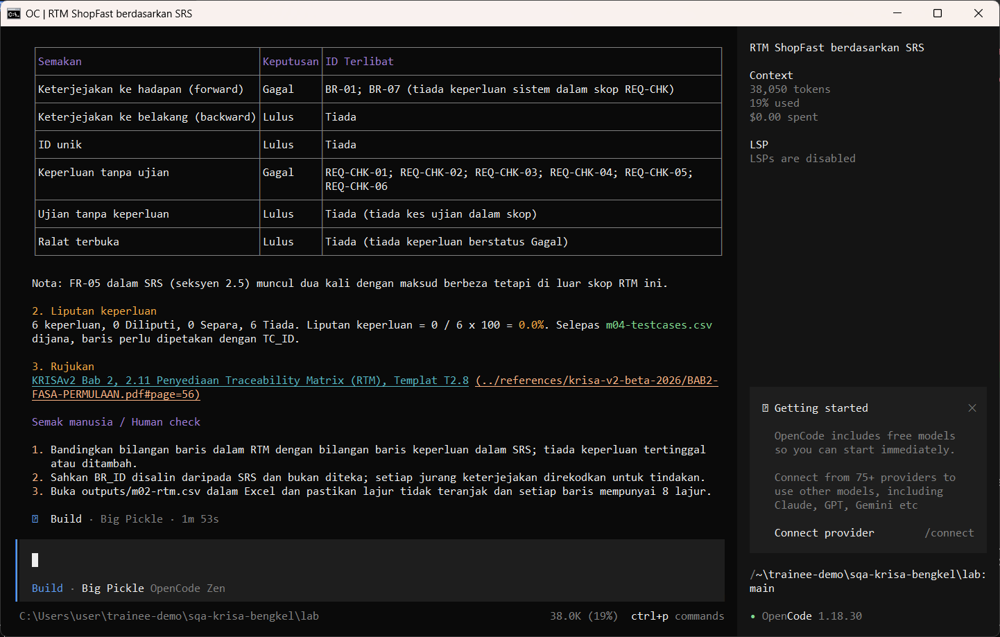 OC | RTM ShopFast berdasarkan SRS
Semakan Keputusan ID Terlibat
Keterjejakan ke hadapan (forward) Gagal BR-01; BR-07 (tiada keperluan sistem dalam skop REQ-CHK)
Keterjejakan ke belakang (backward) Lulus Tiada
ID unik Lulus Tiada
Keperluan tanpa ujian Gagal REQ-CHK-01; REQ-CHK-02; REQ-CHK-03; REQ-CHK-04; REQ-CHK-05;
REQ-CHK-06
Ujian tanpa keperluan Lulus Tiada (tiada kes ujian dalam skop)
Ralat terbuka Lulus Tiada (tiada keperluan berstatus Gagal)
Nota: FR-05 dalam SRS (seksyen 2.5) muncul dua kali dengan maksud berbeza tetapi di luar skop RTM ini.
2. Liputan keperluan
6 keperluan, 0 Diliputi, 0 Separa, 6 Tiada. Liputan keperluan = 0 / 6 x 100 = 0.0%. Selepas m04-testcases.csv
dijana, baris perlu dipetakan dengan TC_ID.
3. Rujukan
KRISAv2 Bab 2, 2.11 Penyediaan Traceability Matrix (RTM), Templat T2.8 (../references/krisa-v2-beta-2026/BAB2-
FASA-PERMULAAN.pdf#page=56)
Semak manusia / Human check
1. Bandingkan bilangan baris dalam RTM dengan bilangan baris keperluan dalam SRS; tiada keperluan tertinggal
atau ditambah.
2. Sahkan BR_ID disalin daripada SRS dan bukan diteka; setiap jurang keterjejakan direkodkan untuk tindakan.
3. Buka outputs/m02-rtm.csv dalam Excel dan pastikan lajur tidak teranjak dan setiap baris mempunyai 8 lajur.
Build · Big Pickle · 1m 53s
Build · Big Pickle OpenCode Zen
C:\Users\user\trainee-demo\sqa-krisa-bengkel\lab 38.0K (19%) ctrl+p commands
RTM ShopFast berdasarkan SRS
Context
38,050 tokens
19% used
$0.00 spent
LSP
LSPs are disabled
Getting started
OpenCode includes free models
so you can start immediately.
Connect from 75+ providers to
use other models, including
Claude, GPT, Gemini etc
Connect provider /connect
/~\trainee-demo\sqa-krisa-bengkel\lab:
main
• OpenCode 1.18.30